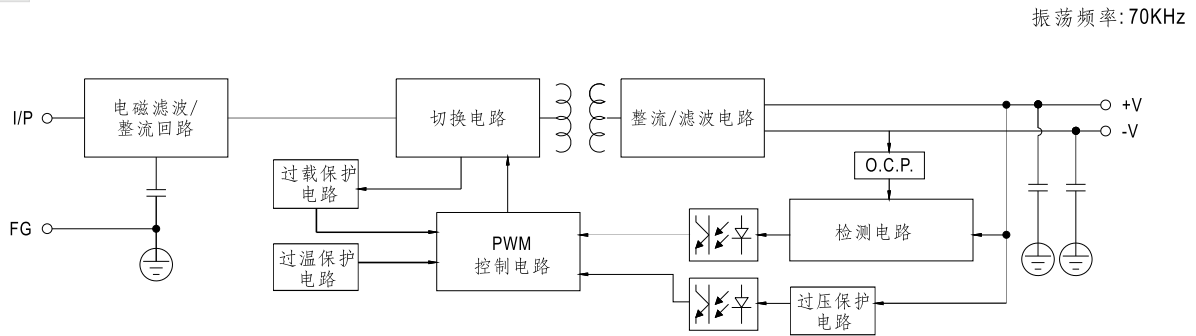 振荡频率: 70KHz
I/P
电磁滤波/
整流回路
切换电路
整流/滤波电路
+V
-V
O.C.P.
过载保护
电路
FG
PWM
控制电路
检测电路
过温保护
电路
过压保护
电路